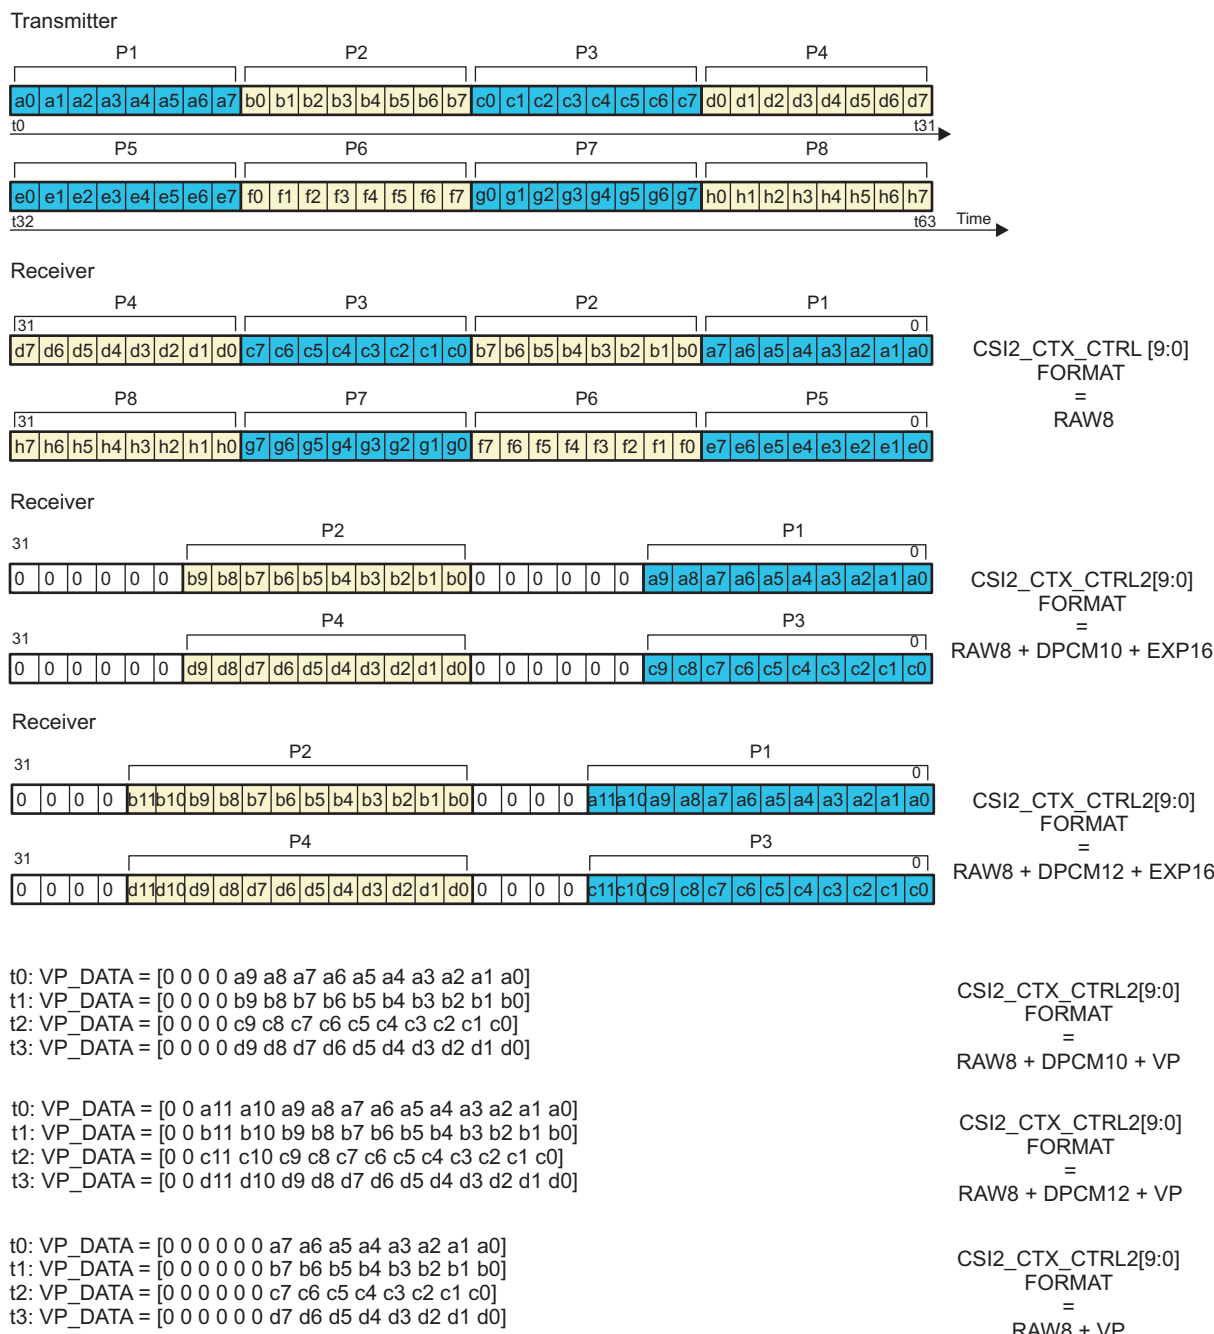 Transmitter
P1 P2 P3 P4
a0 a1 a2 a3 a4 a5 a6 a7 b0 b1 b2 b3 b4 b5 b6 b7 c0 c1 c2 c3 c4 c5 c6 c7 d0 d1 d2 d3 d4 d5 d6 d7
t0 t31
P5 P6 P7 P8
e0 e1 e2 e3 e4 e5 e6 e7 f0 f1 f2 f3 f4 f5 f6 f7 g0 g1 g2 g3 g4 g5 g6 g7 h0 h1 h2 h3 h4 h5 h6 h7
t32 t63 Time
Receiver
P4 P3 P2 P1
31 0
d7 d6 d5 d4 d3 d2 d1 d0 c7 c6 c5 c4 c3 c2 c1 c0 b7 b6 b5 b4 b3 b2 b1 b0 a7 a6 a5 a4 a3 a2 a1 a0
CSI2_CTX_CTRL [9:0]
FORMAT
=
RAW8
P8 P7 P6 P5
31 0
h7 h6 h5 h4 h3 h2 h1 h0 g7 g6 g5 g4 g3 g2 g1 g0 f7 f6 f5 f4 f3 f2 f1 f0 e7 e6 e5 e4 e3 e2 e1 e0
Receiver
P2 P1
31 0
0 0 0 0 0 0 b9 b8 b7 b6 b5 b4 b3 b2 b1 b0 0 0 0 0 0 0 a9 a8 a7 a6 a5 a4 a3 a2 a1 a0
CSI2_CTX_CTRL2[9:0]
FORMAT
=
RAW8 + DPCM10 + EXP16
P4 P3
31 0
0 0 0 0 0 0 d9 d8 d7 d6 d5 d4 d3 d2 d1 d0 0 0 0 0 0 0 c9 c8 c7 c6 c5 c4 c3 c2 c1 c0
Receiver
P2 P1
31 0
0 0 0 0 b11 b10 b9 b8 b7 b6 b5 b4 b3 b2 b1 b0 0 0 0 0 a11 a10 a9 a8 a7 a6 a5 a4 a3 a2 a1 a0
CSI2_CTX_CTRL2[9:0]
FORMAT
=
RAW8 + DPCM12 + EXP16
P4 P3
31 0
0 0 0 0 d11 d10 d9 d8 d7 d6 d5 d4 d3 d2 d1 d0 0 0 0 0 c11 c10 c9 c8 c7 c6 c5 c4 c3 c2 c1 c0
t0: VP_DATA = [0 0 0 0 a9 a8 a7 a6 a5 a4 a3 a2 a1 a0]
t1: VP_DATA = [0 0 0 0 b9 b8 b7 b6 b5 b4 b3 b2 b1 b0]
t2: VP_DATA = [0 0 0 0 c9 c8 c7 c6 c5 c4 c3 c2 c1 c0]
t3: VP_DATA = [0 0 0 0 d9 d8 d7 d6 d5 d4 d3 d2 d1 d0]
CSI2_CTX_CTRL2[9:0]
FORMAT
=
RAW8 + DPCM10 + VP
t0: VP_DATA = [0 0 a11 a10 a9 a8 a7 a6 a5 a4 a3 a2 a1 a0]
t1: VP_DATA = [0 0 b11 b10 b9 b8 b7 b6 b5 b4 b3 b2 b1 b0]
t2: VP_DATA = [0 0 c11 c10 c9 c8 c7 c6 c5 c4 c3 c2 c1 c0]
t3: VP_DATA = [0 0 d11 d10 d9 d8 d7 d6 d5 d4 d3 d2 d1 d0]
CSI2_CTX_CTRL2[9:0]
FORMAT
=
RAW8 + DPCM12 + VP
t0: VP_DATA = [0 0 0 0 0 0 a7 a6 a5 a4 a3 a2 a1 a0]
t1: VP_DATA = [0 0 0 0 0 0 b7 b6 b5 b4 b3 b2 b1 b0]
t2: VP_DATA = [0 0 0 0 0 0 c7 c6 c5 c4 c3 c2 c1 c0]
t3: VP_DATA = [0 0 0 0 0 0 d7 d6 d5 d4 d3 d2 d1 d0]
CSI2_CTX_CTRL2[9:0]
FORMAT
=
RAW8 + VP